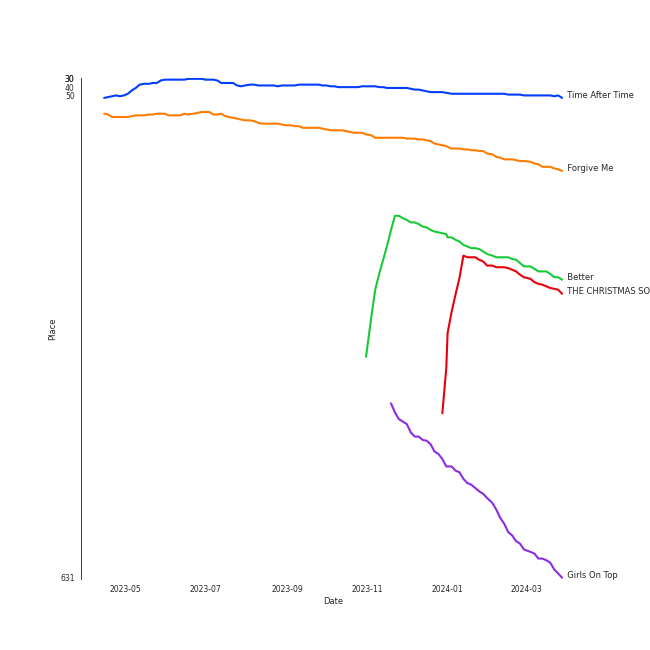 30
40
50
Time After Time
Forgive Me
Better
THE CHRISTMAS SO
Girls On Top
631
Place
2023-05 2023-07 2023-09 2023-11 2024-01 2024-03
Date